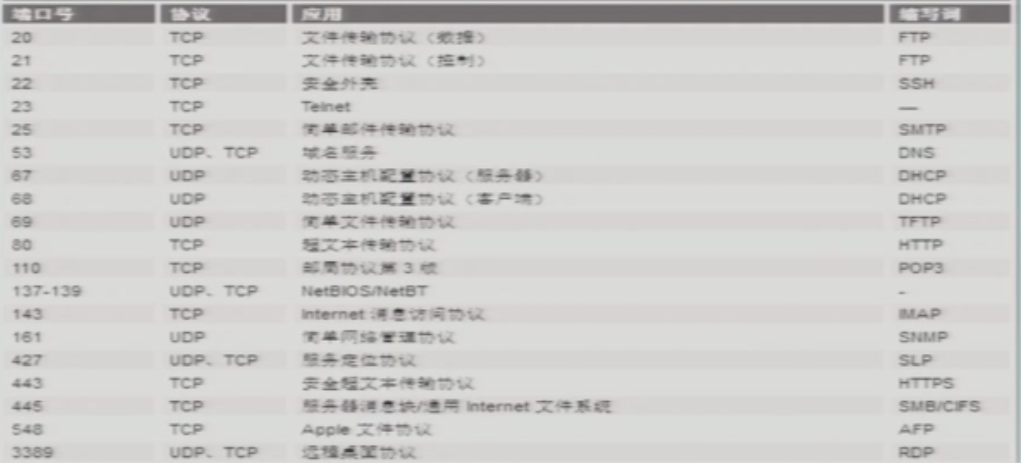 端口号 协议 应用 缩写词
20 TCP 文件传输协议（数据） FTP
21 TCP 文件传输协议（控制） FTP
22 TCP 安全外壳 SSH
23 TCP Telnet —
25 TCP 简单邮件传输协议 SMTP
53 UDP、TCP 域名服务 DNS
67 UDP 动态主机配置协议（服务器） DHCP
68 UDP 动态主机配置协议（客户端） DHCP
69 UDP 简单文件传输协议 TFTP
80 TCP 超文本传输协议 HTTP
110 TCP 邮局协议第 3 版 POP3
137-139 UDP、TCP NetBIOS/NetBT -
143 TCP Internet 消息访问协议 IMAP
161 UDP 简单网络管理协议 SNMP
427 UDP、TCP 服务定位协议 SLP
443 TCP 安全超文本传输协议 HTTPS
445 TCP 服务器消息块/通用 Internet 文件系统 SMB/CIFS
548 TCP Apple 文件协议 AFP
3389 UDP、TCP 远程桌面协议 RDP